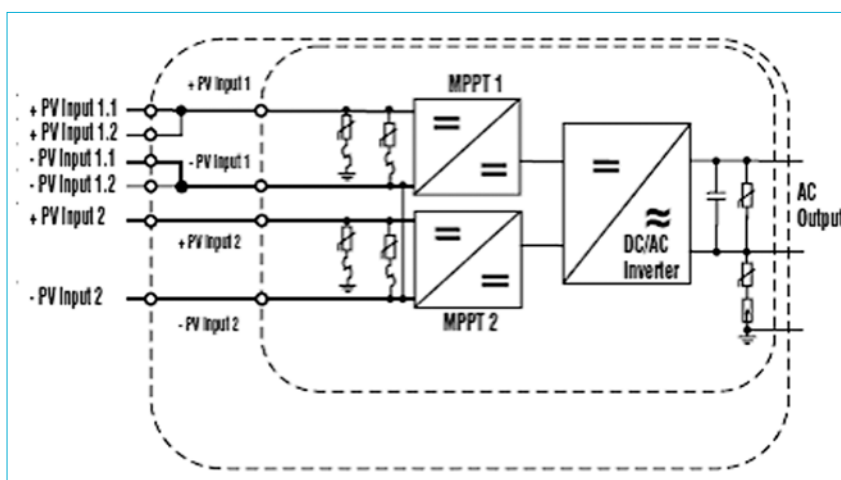 + PV Input 1
MPPT 1
+ PV Input 1.1
+ PV Input 1.2
- PV Input 1.1
- PV Input 1
- PV Input 1.2
AC
Output
+ PV Input 2
+ PV Input 2
DC/AC
Inverter
- PV Input 2
- PV Input 2
MPPT 2